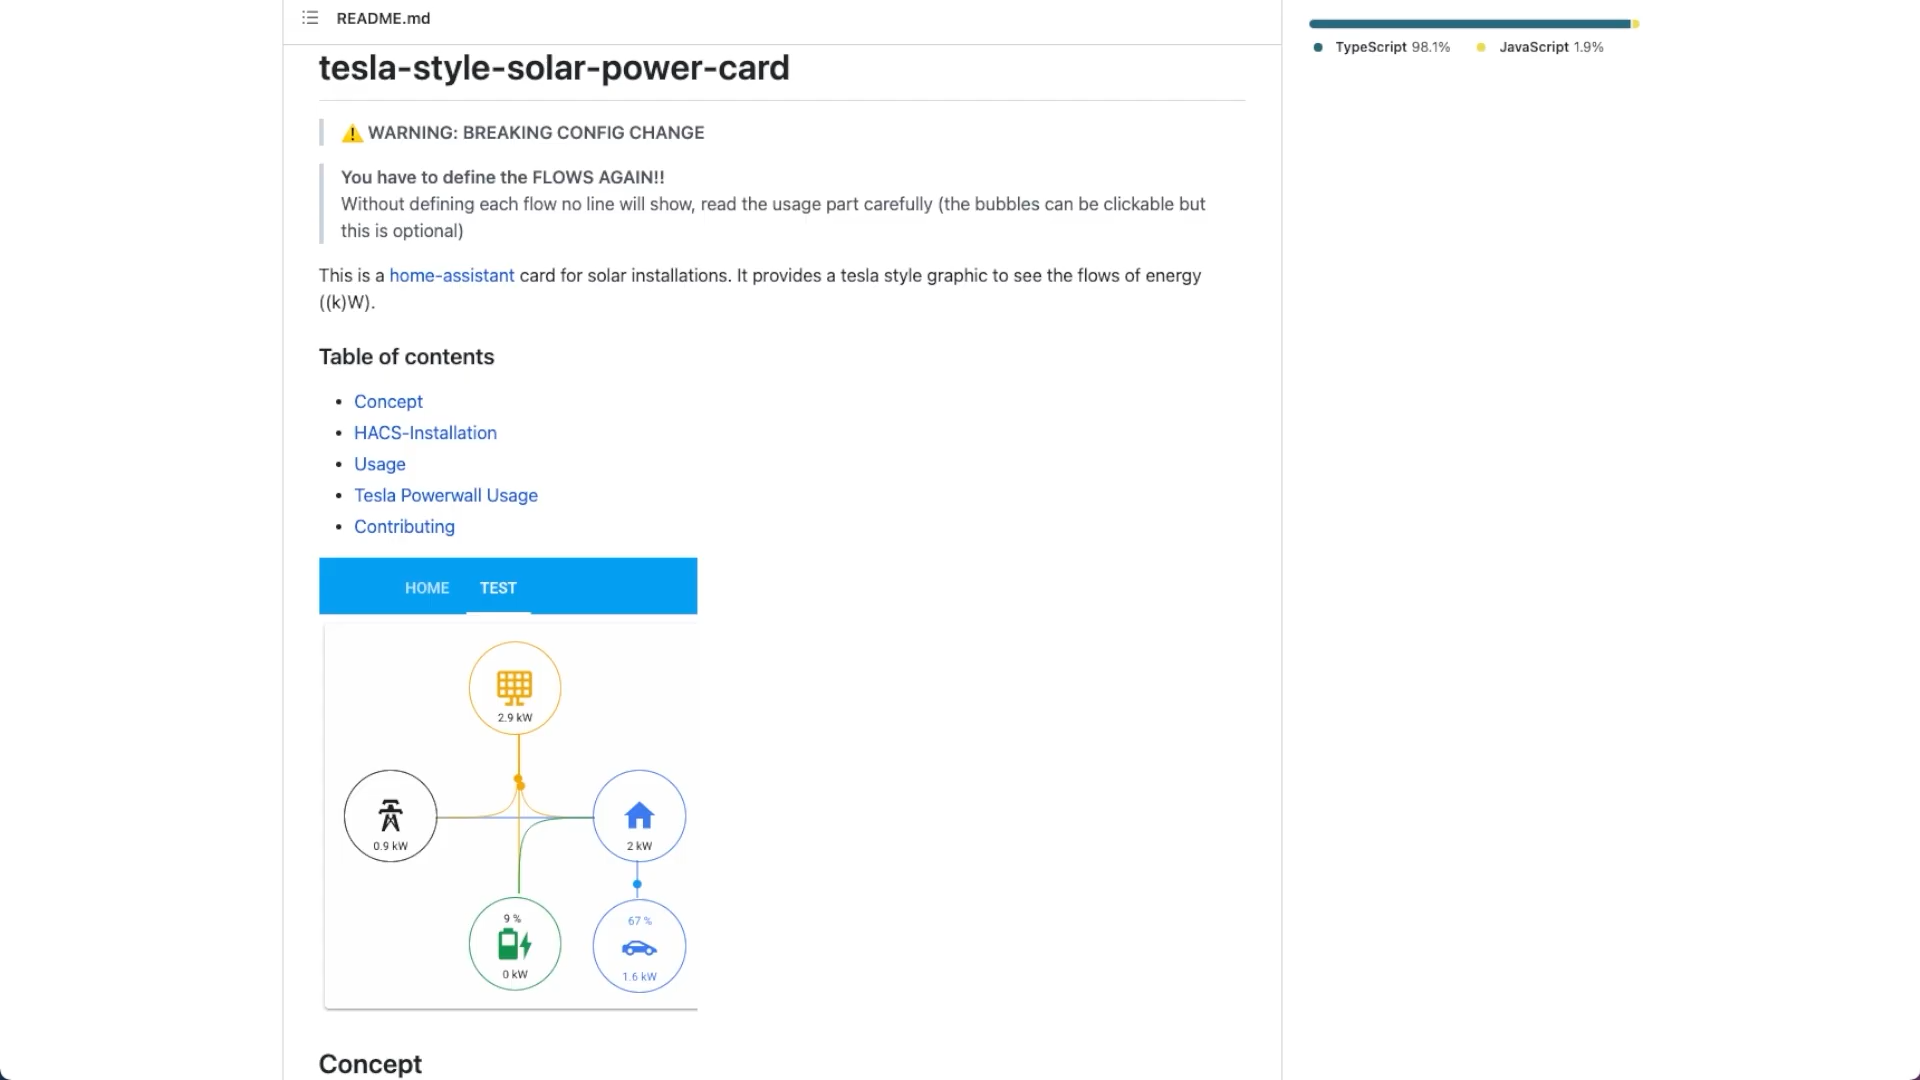 README.md
TypeScript 98.1% JavaScript 1.9%
tesla-style-solar-power-card
WARNING: BREAKING CONFIG CHANGE
You have to define the FLOWS AGAIN!!
Without defining each flow no line will show, read the usage part carefully (the bubbles can be clickable but
this is optional)
This is a home-assistant card for solar installations. It provides a tesla style graphic to see the flows of energy
((k)W).
Table of contents
Concept
HACS-Installation
Usage
Tesla Powerwall Usage
Contributing
HOME TEST
2.9 kW
0.9 kW
2 kW
9 %
0 kW
67 %
1.6 kW
Concept